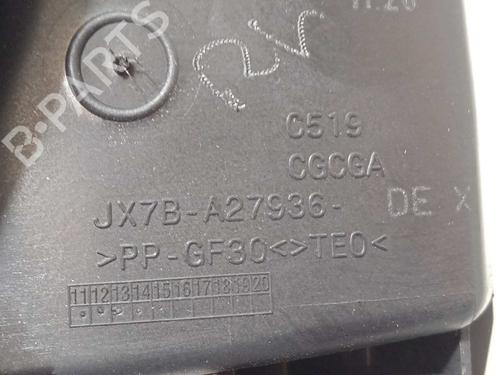 C519
CGCGA
JX7B-A27936- DE X
>PP-GF30<>TEO<
11 12 13 14 15 16 17 18 19 20
B-PARTS